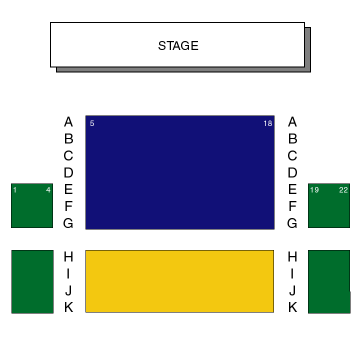 STAGE
A 5 18 A
B B
C C
D D
1 4 E E 19 22
F F
G G
H H
I I
J J
K K